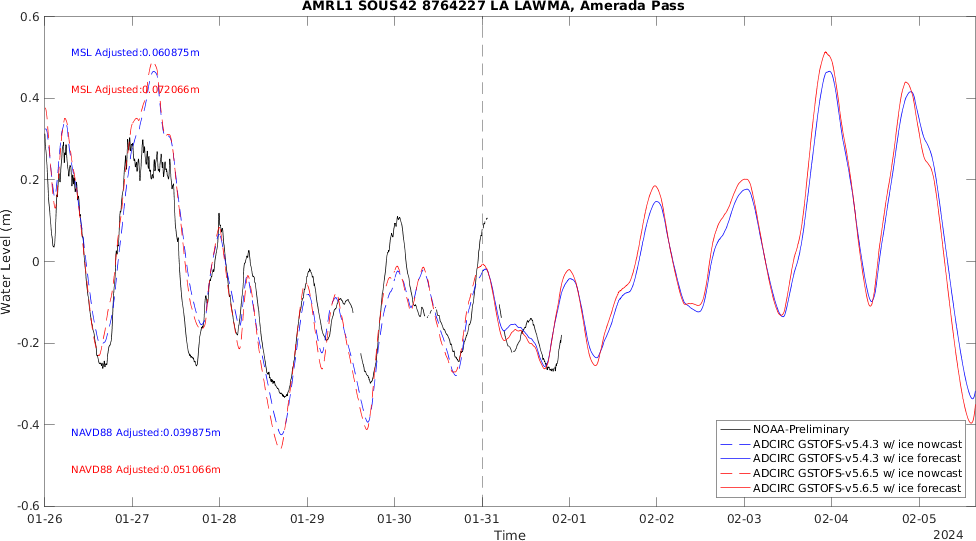 AMRL1 SOUS42 8764227 LA LAWMA, Amerada Pass
0.6
0.4
0.2
0
-0.2
-0.4
-0.6
Water Level (m)
MSL Adjusted:0.060875m
MSL Adjusted:0.072066m
NAVD88 Adjusted:0.039875m
NAVD88 Adjusted:0.051066m
NOAA-Preliminary
ADCIRC GSTOFS-v5.4.3 w/ ice nowcast
ADCIRC GSTOFS-v5.4.3 w/ ice forecast
ADCIRC GSTOFS-v5.6.5 w/ ice nowcast
ADCIRC GSTOFS-v5.6.5 w/ ice forecast
01-26 01-27 01-28 01-29 01-30 01-31 02-01 02-02 02-03 02-04 02-05
Time
2024